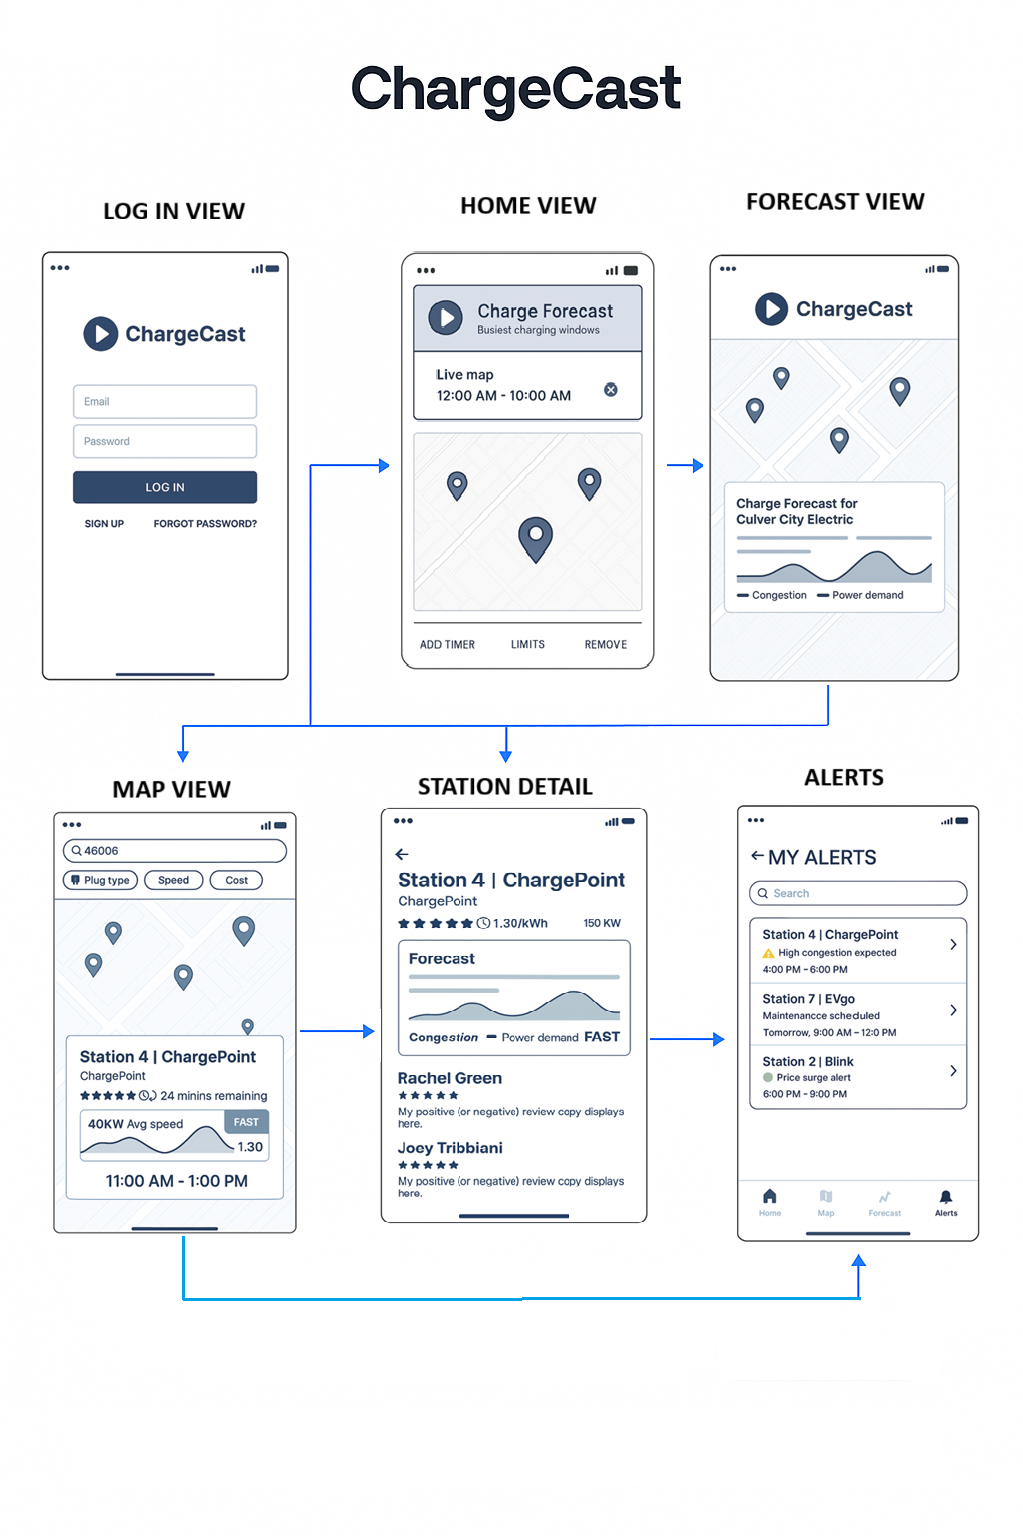 ChargeCast
LOG IN VIEW
ChargeCast
Email
Password
LOG IN
SIGN UP FORGOT PASSWORD?
HOME VIEW
Charge Forecast
Busiest charging windows
Live map
12:00 AM - 10:00 AM
ADD TIMER LIMITS REMOVE
FORECAST VIEW
ChargeCast
Charge Forecast for
Culver City Electric
Congestion Power demand
MAP VIEW
46006
Plug type Speed Cost
Station 4 | ChargePoint
ChargePoint
24 minins remaining
40KW Avg speed FAST
1.30
11:00 AM - 1:00 PM
STATION DETAIL
Station 4 | ChargePoint
ChargePoint
1.30/kWh 150 KW
Forecast
Congestion Power demand FAST
Rachel Green
My positive (or negative) review copy displays
here.
Joey Tribbiani
My positive (or negative) review copy displays
here.
ALERTS
MY ALERTS
Search
Station 4 | ChargePoint
High congestion expected
4:00 PM - 6:00 PM
Station 7 | EVgo
Maintenancce scheduled
Tomorrow, 9:00 AM - 12:0 PM
Station 2 | Blink
Price surge alert
6:00 PM - 9:00 PM
Home Map Forecast Alerts